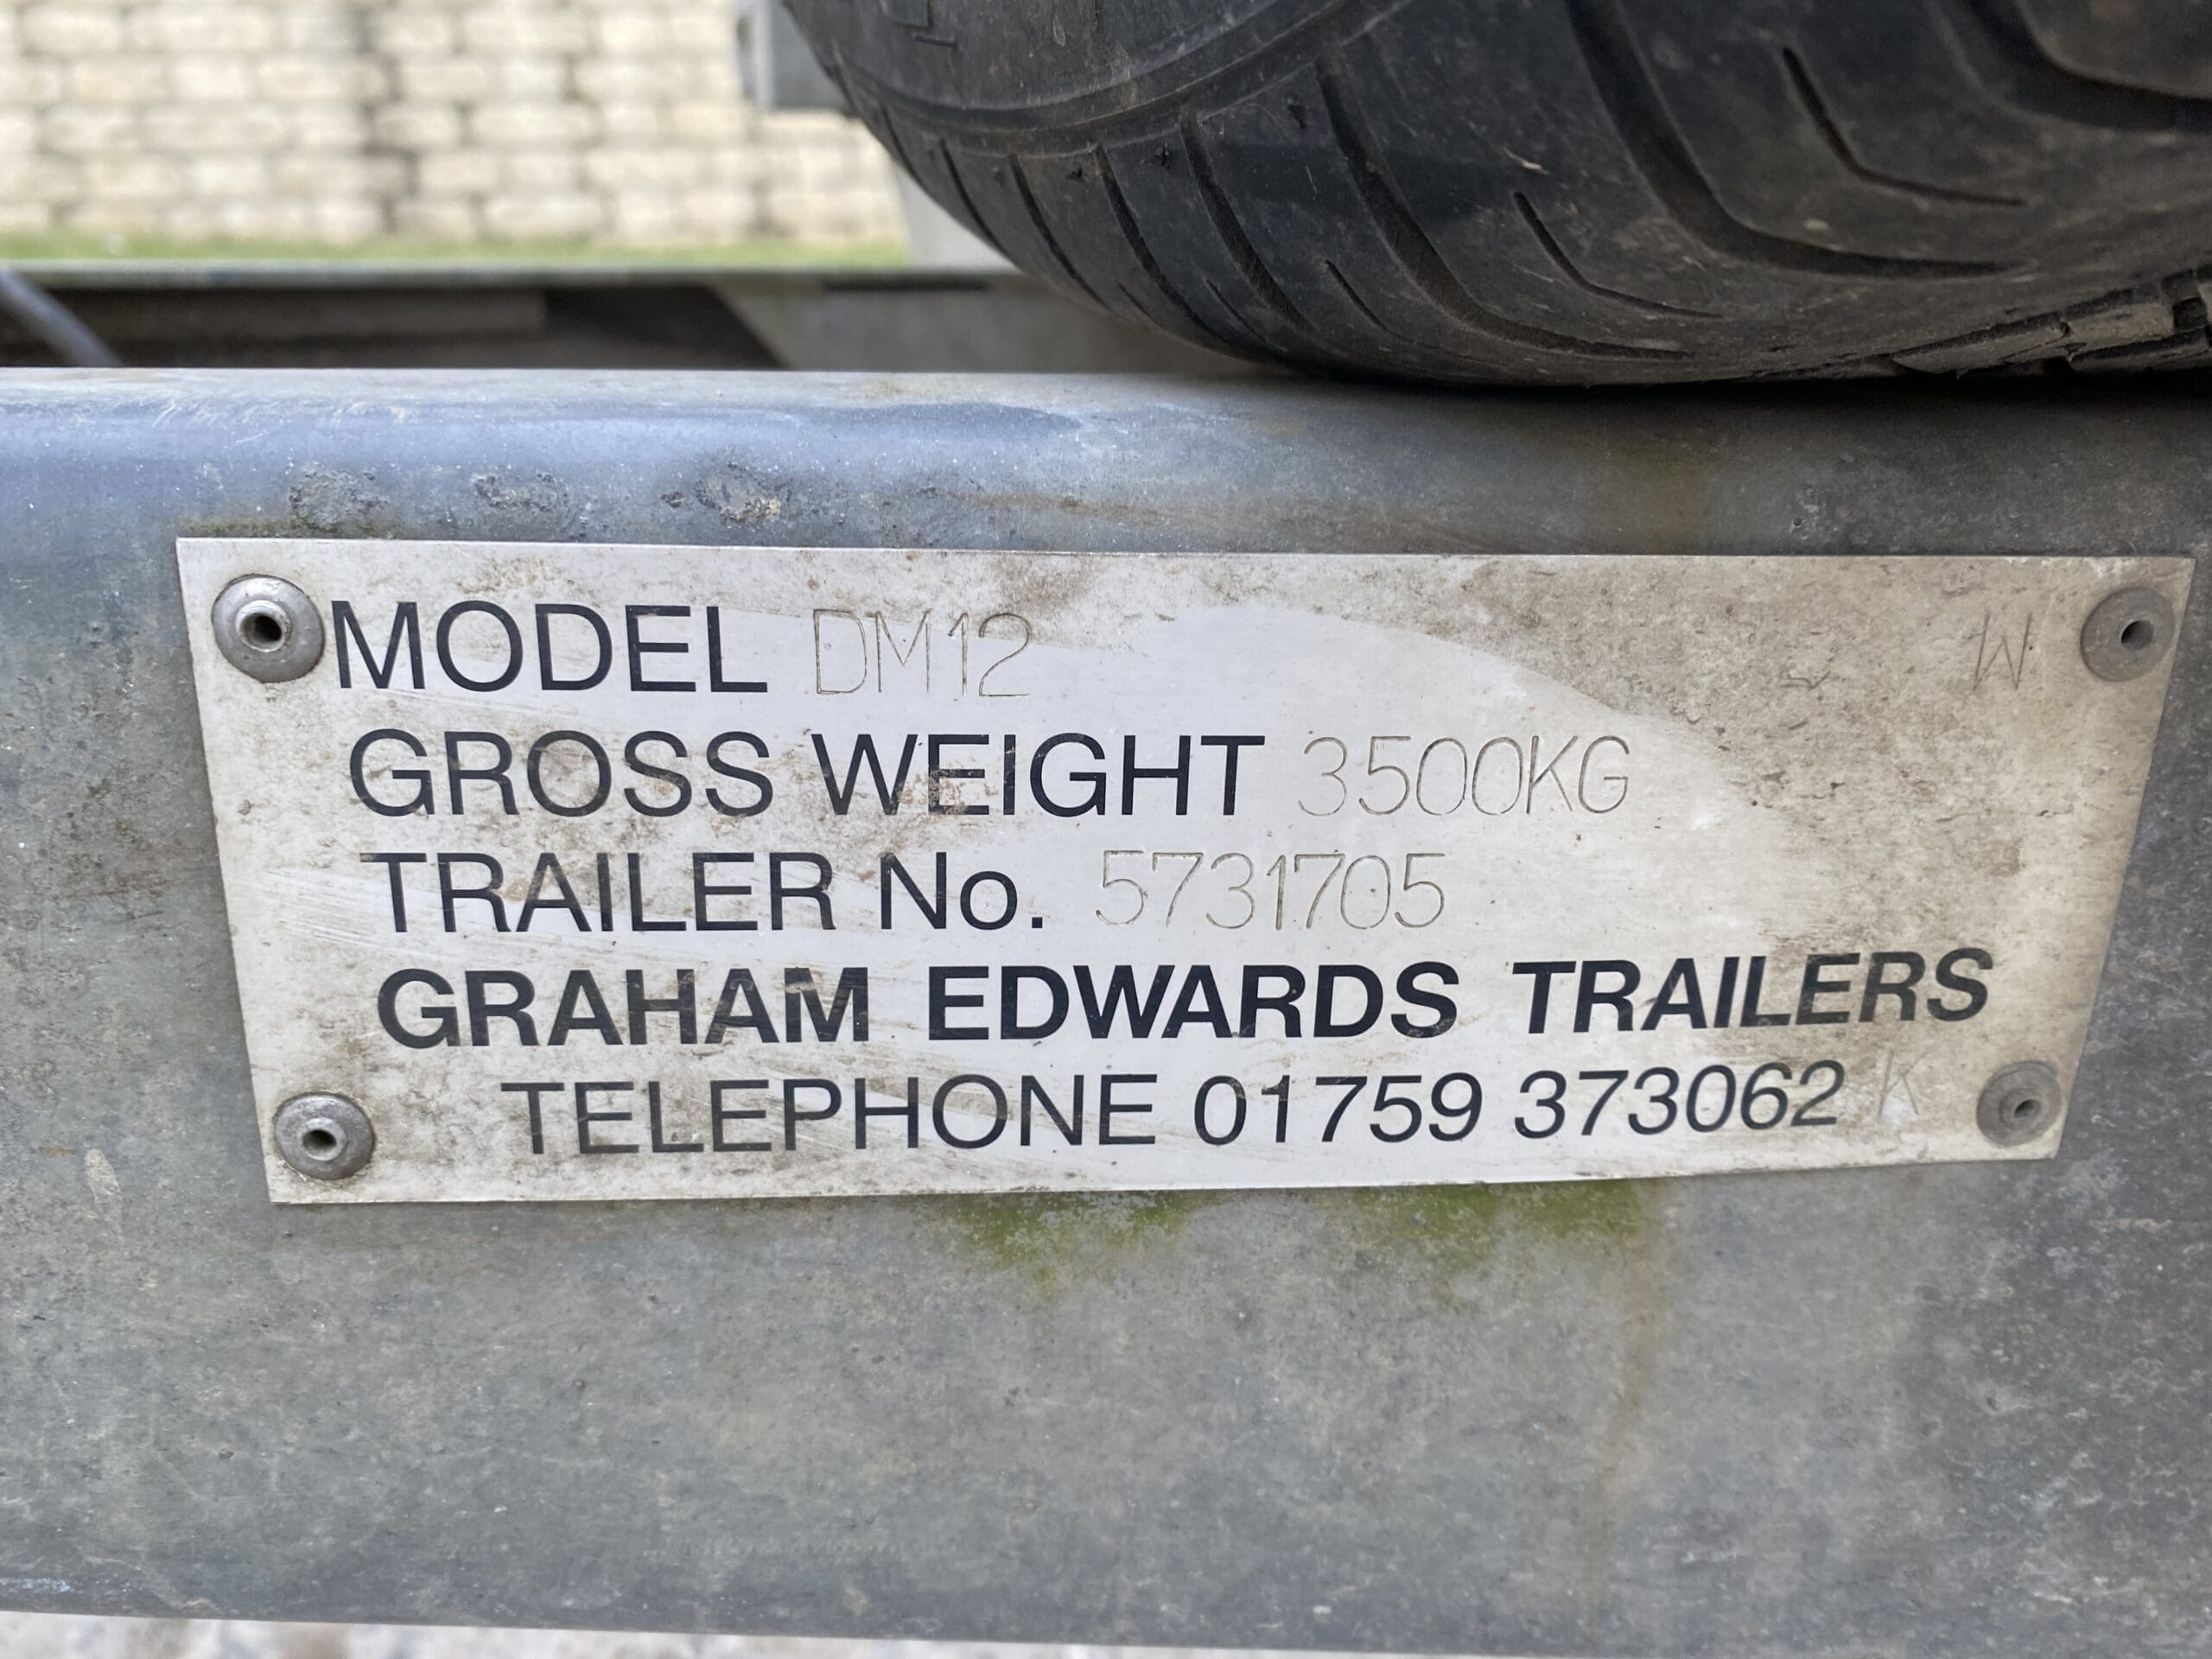 MODEL DM12 W
GROSS WEIGHT 3500KG
TRAILER No. 5731705
GRAHAM EDWARDS TRAILERS
TELEPHONE 01759 373062 K